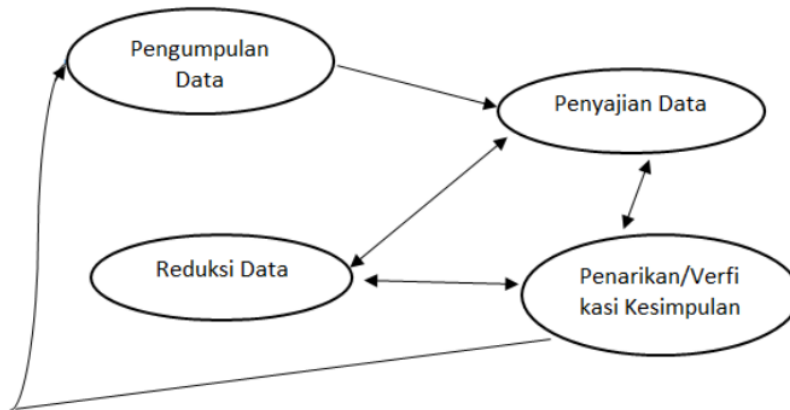 Pengumpulan
Data
Penyajian Data
Reduksi Data
Penarikan/Verfi
kasi Kesimpulan